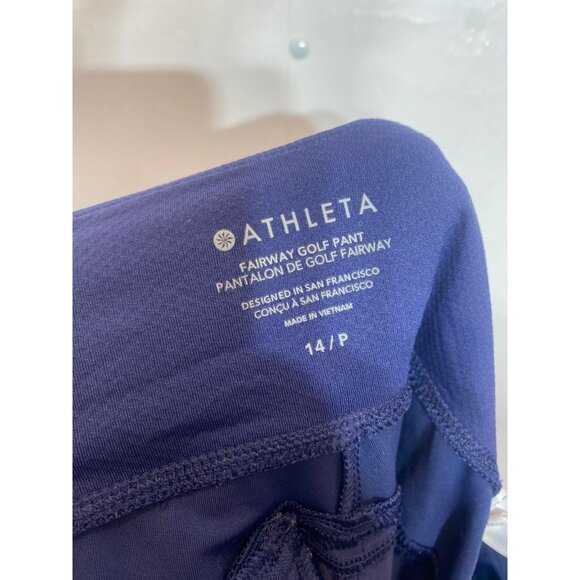 ATHLETA
FAIRWAY GOLF PANT
PANTALON DE GOLF FAIRWAY
DESIGNED IN SAN FRANCISCO
CONÇU À SAN FRANCISCO
MADE IN VIETNAM
14 / P